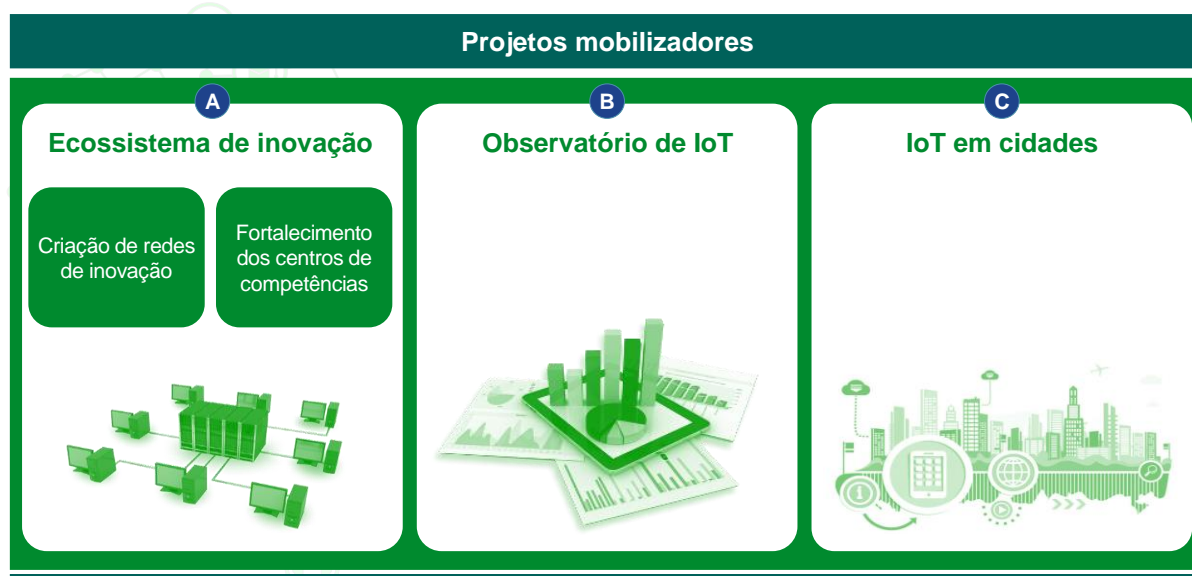 Projetos mobilizadores
A
Ecossistema de inovação
Criação de redes
de inovação
Fortalecimento
dos centros de
competências
B
Observatório de IoT
C
IoT em cidades